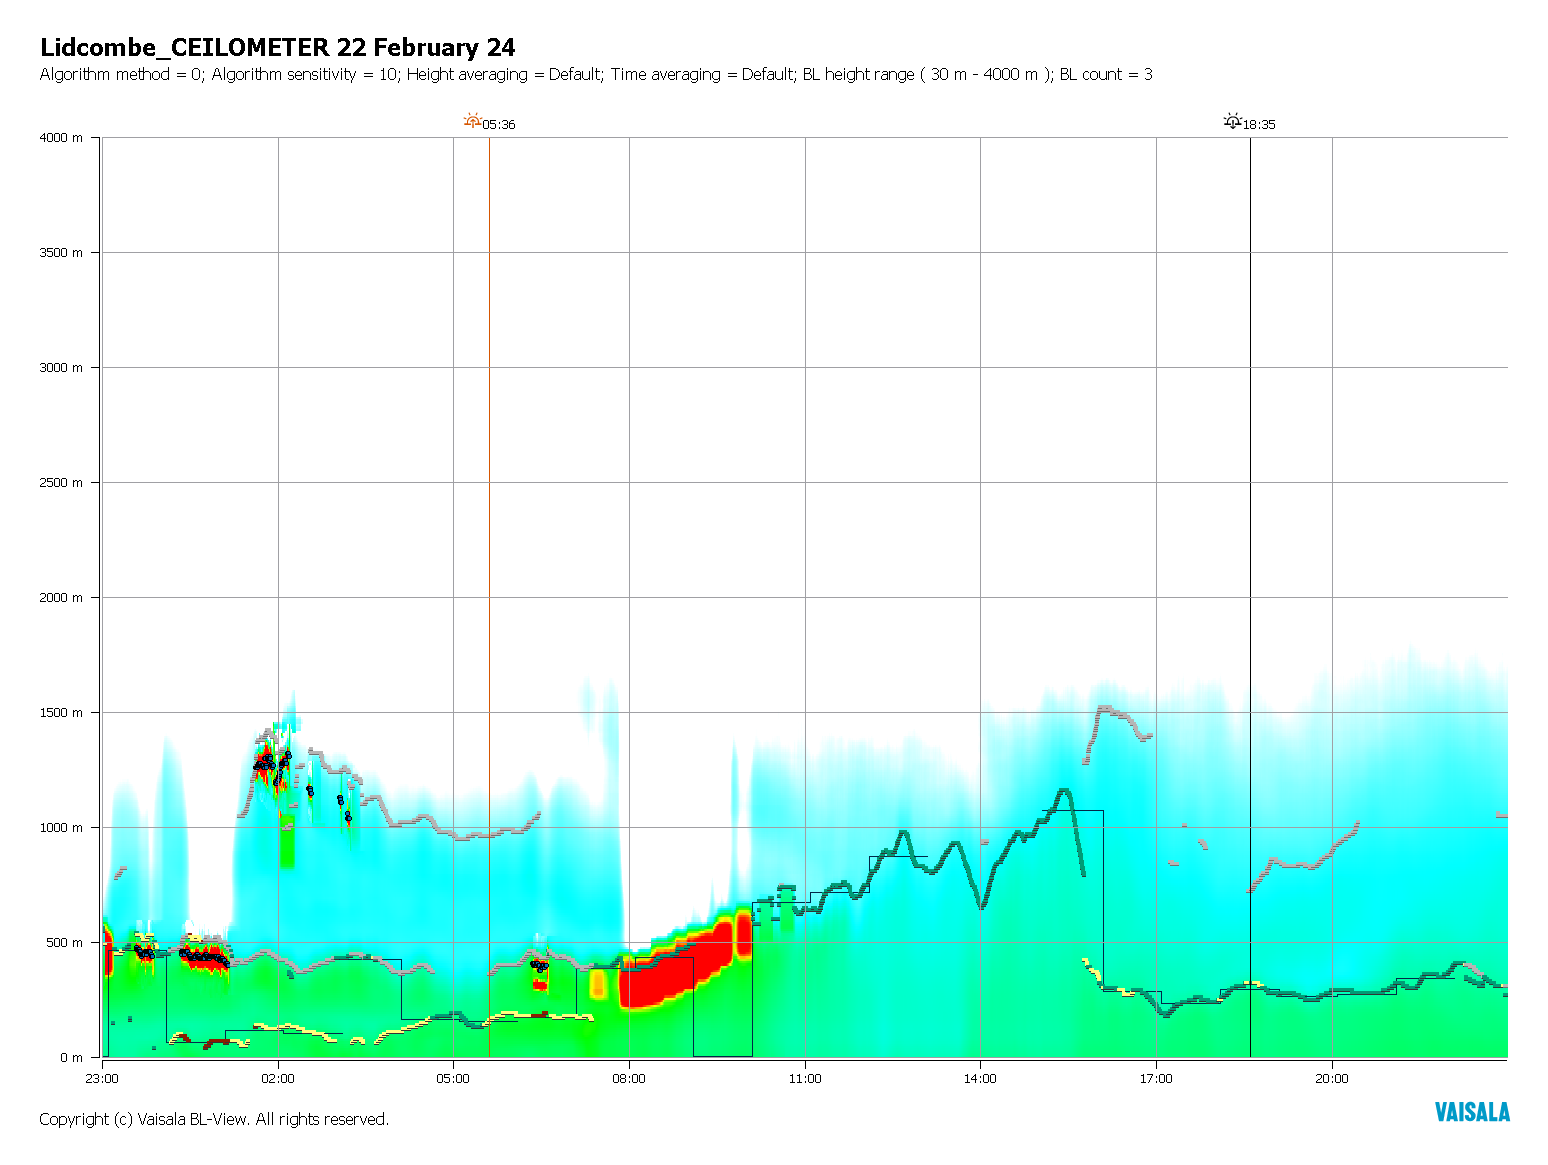 Lidcombe_CEILOMETER 22 February 24
Algorithm method = 0; Algorithm sensitivity = 10; Height averaging = Default; Time averaging = Default; BL height range ( 30 m - 4000 m ); BL count = 3
05:36 18:35
4000 m
3500 m
3000 m
2500 m
2000 m
1500 m
1000 m
500 m
0 m
23:00 02:00 05:00 08:00 11:00 14:00 17:00 20:00
Copyright (c) Vaisala BL-View. All rights reserved.
VAISALA